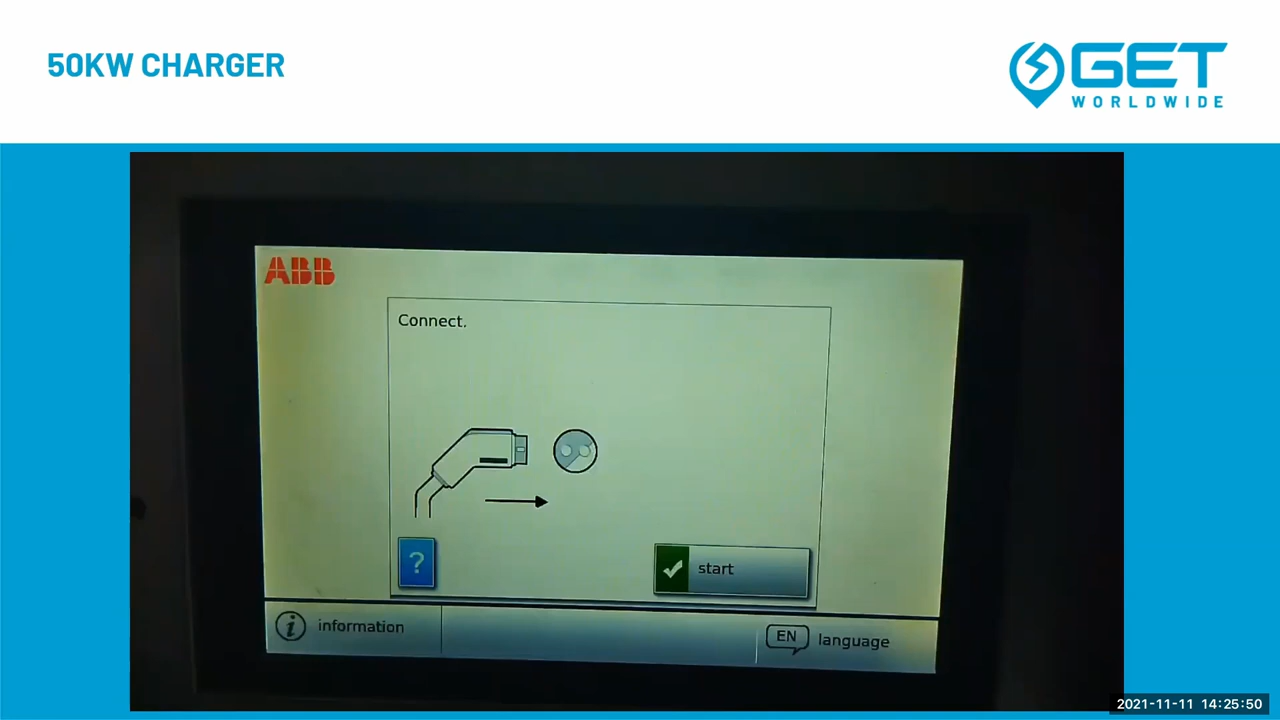 50KW CHARGER
GET
WORLDWIDE
ABB
Connect.
?
start
i information
EN language
2021-11-11 14:25:50